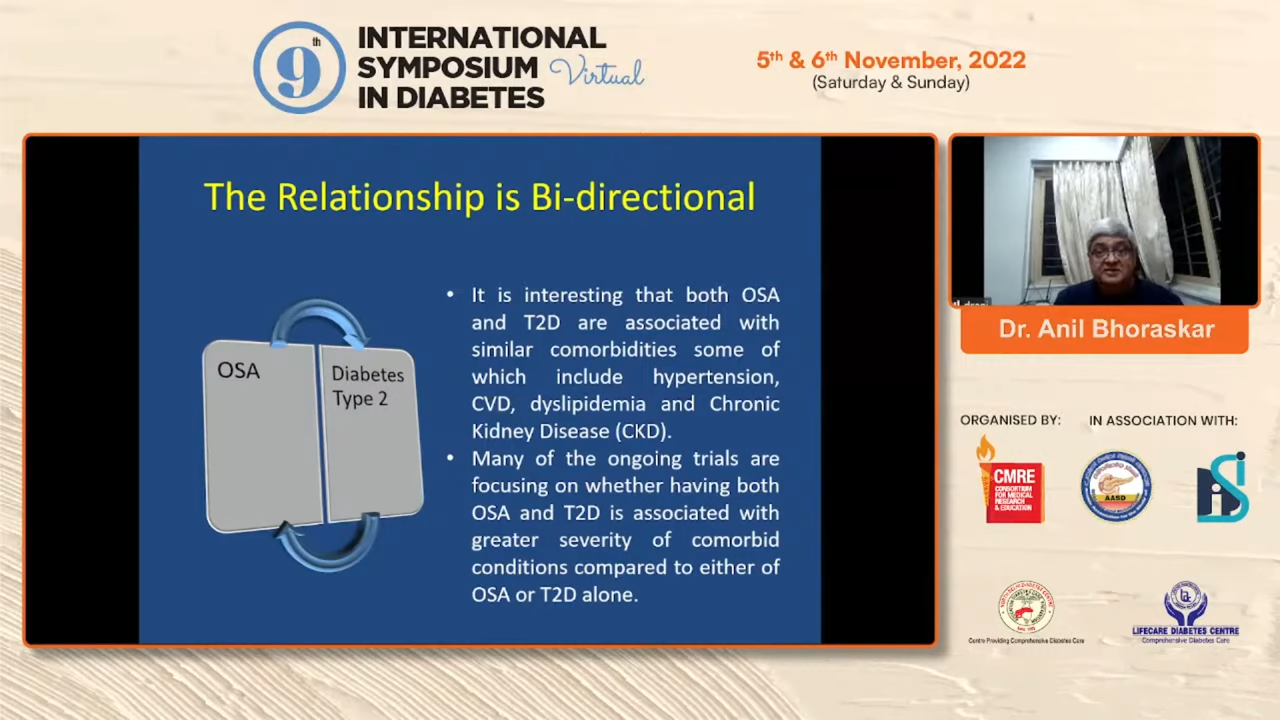 9th
INTERNATIONAL
SYMPOSIUM Virtual
IN DIABETES
5th & 6th November, 2022
(Saturday & Sunday)
The Relationship is Bi-directional
OSA
Diabetes
Type 2
• It is interesting that both OSA
and T2D are associated with
similar comorbidities some of
which include hypertension,
CVD, dyslipidemia and Chronic
Kidney Disease (CKD).
• Many of the ongoing trials are
focusing on whether having both
OSA and T2D is associated with
greater severity of comorbid
conditions compared to either of
OSA or T2D alone.
Dr. Anil Bhoraskar
ORGANISED BY:
IN ASSOCIATION WITH:
CMRE
CONSORTIUM
FOR MEDICAL
RESEARCH
& EDUCATION
AASD
Centre Providing Comprehensive Diabetes Care
LIFECARE DIABETES CENTRE
Comprehensive Diabetes Care